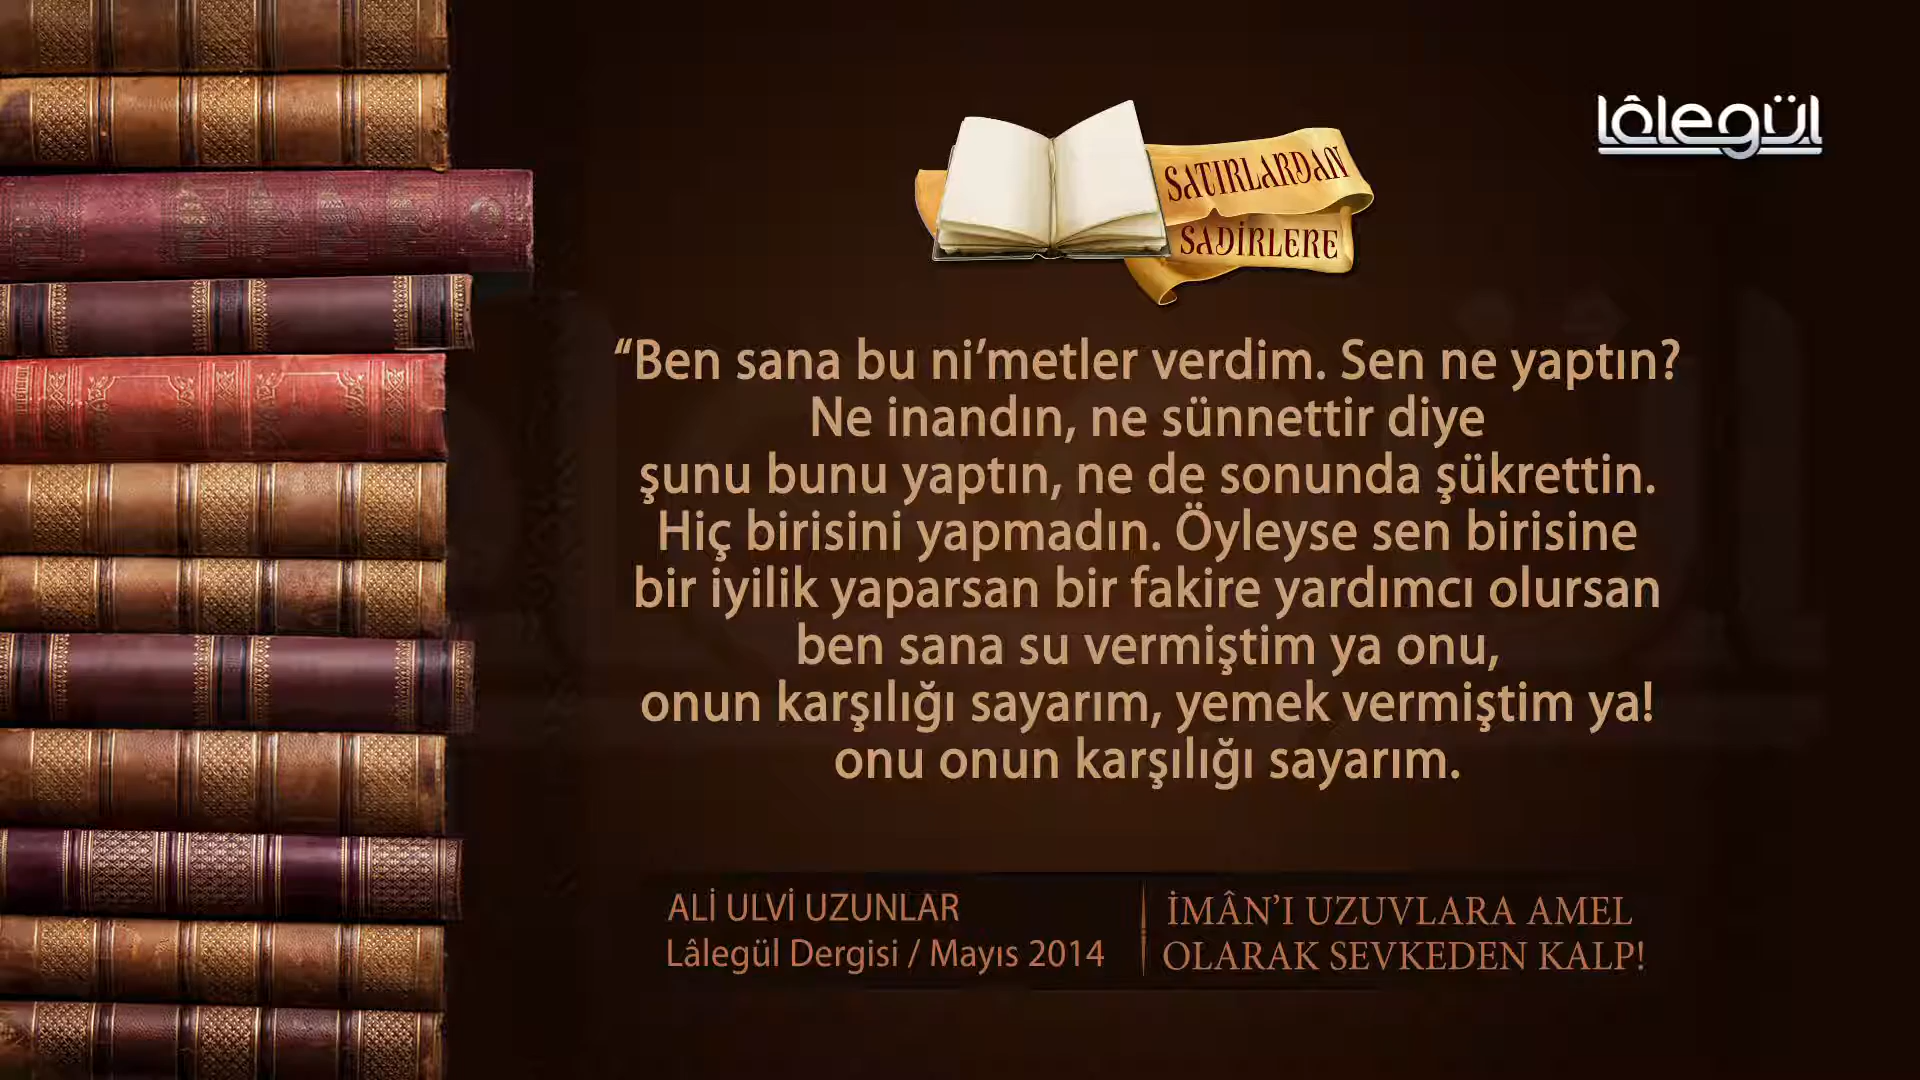 lâlegül
SATIRLARDAN
SADIRLERE
“Ben sana bu ni’metler verdim. Sen ne yaptın?
Ne inandın, ne sünnettir diye
şunu bunu yaptın, ne de sonunda şükrettin.
Hiç birisini yapmadın. Öyleyse sen birisine
bir iyilik yaparsan bir fakire yardımcı olursan
ben sana su vermiştim ya onu,
onun karşılığı sayarım, yemek vermiştim ya!
onu onun karşılığı sayarım.
ALİ ULVİ UZUNLAR
Lâlegül Dergisi / Mayıs 2014
İMÂN’I UZUVLARA AMEL
OLARAK SEVKEDEN KALP!